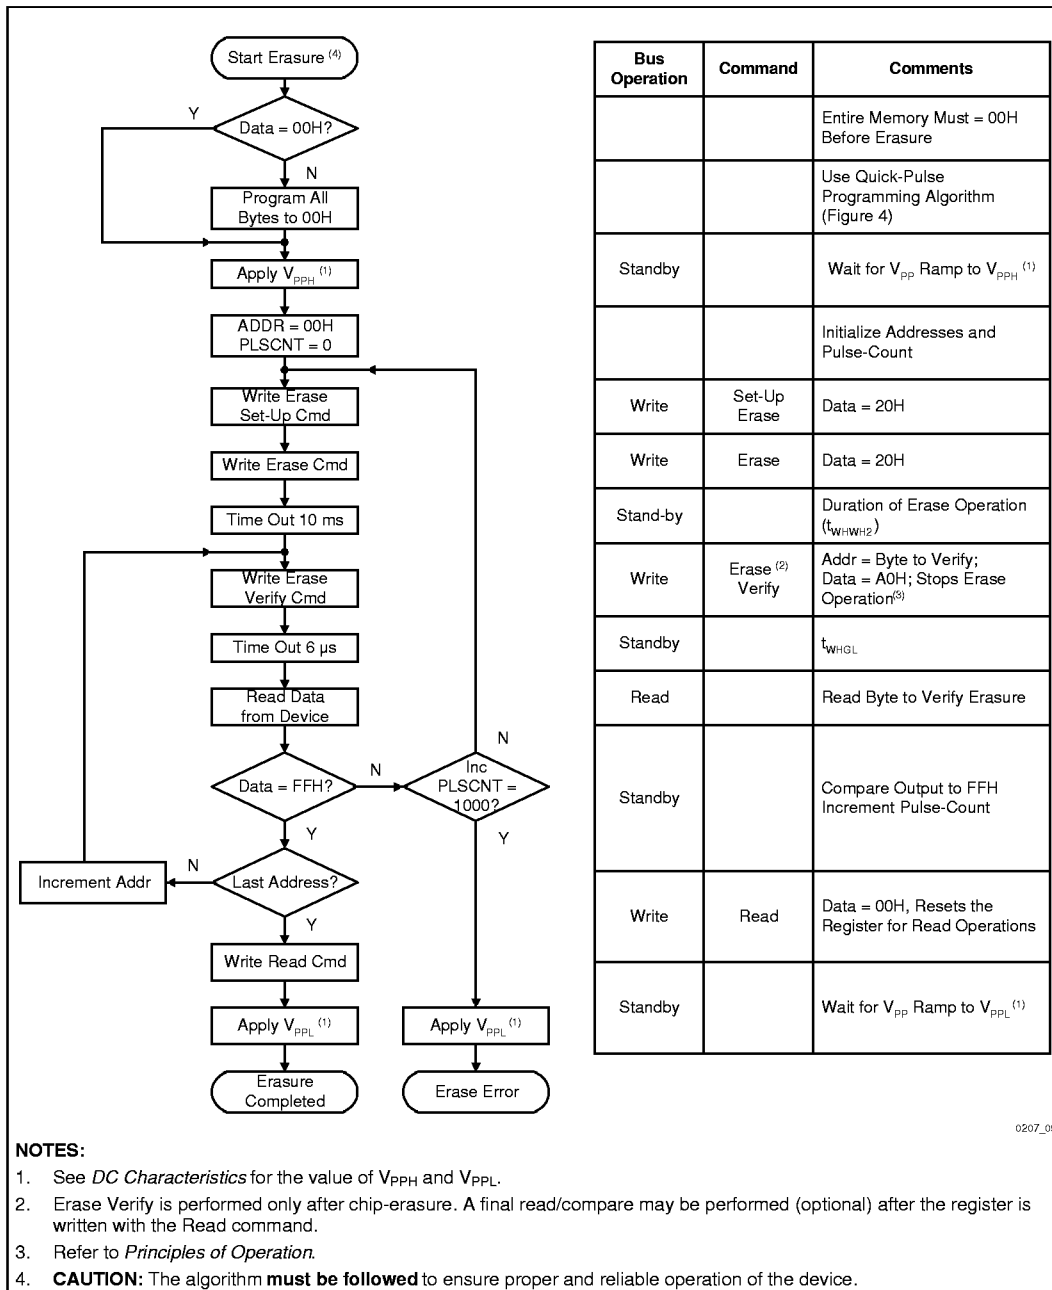 Start Erasure (4)
Y
Data = 00H?
N
Program All
Bytes to 00H
Apply VPPH (1)
ADDR = 00H
PLSCNT = 0
Write Erase
Set-Up Cmd
Write Erase Cmd
Time Out 10 ms
Write Erase
Verify Cmd
Time Out 6 µs
Read Data
from Device
Data = FFH?
N
Inc
PLSCNT =
1000?
N
Y
Y
Last Address?
N
Increment Addr
Y
Write Read Cmd
Apply VPPL (1)
Apply VPPL (1)
Erasure
Completed
Erase Error
Bus
Operation
Command
Comments
Entire Memory Must = 00H
Before Erasure
Use Quick-Pulse
Programming Algorithm
(Figure 4)
Standby
Wait for VPP Ramp to VPPH (1)
Initialize Addresses and
Pulse-Count
Write
Set-Up
Erase
Data = 20H
Write
Erase
Data = 20H
Stand-by
Duration of Erase Operation
(tWHWH2)
Write
Erase (2)
Verify
Addr = Byte to Verify;
Data = A0H; Stops Erase
Operation(3)
Standby
tWHGL
Read
Read Byte to Verify Erasure
Standby
Compare Output to FFH
Increment Pulse-Count
Write
Read
Data = 00H, Resets the
Register for Read Operations
Standby
Wait for VPP Ramp to VPPL (1)
NOTES:
1. See DC Characteristics for the value of VPPH and VPPL.
2. Erase Verify is performed only after chip-erasure. A final read/compare may be performed (optional) after the register is
written with the Read command.
3. Refer to Principles of Operation.
4. CAUTION: The algorithm must be followed to ensure proper and reliable operation of the device.